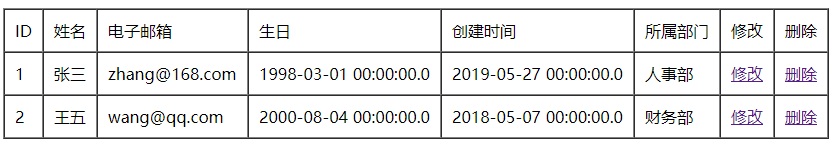 ID 姓名 电子邮箱 生日 创建时间 所属部门 修改 删除
1 张三 zhang@168.com 1998-03-01 00:00:00.0 2019-05-27 00:00:00.0 人事部 修改 删除
2 王五 wang@qq.com 2000-08-04 00:00:00.0 2018-05-07 00:00:00.0 财务部 修改 删除